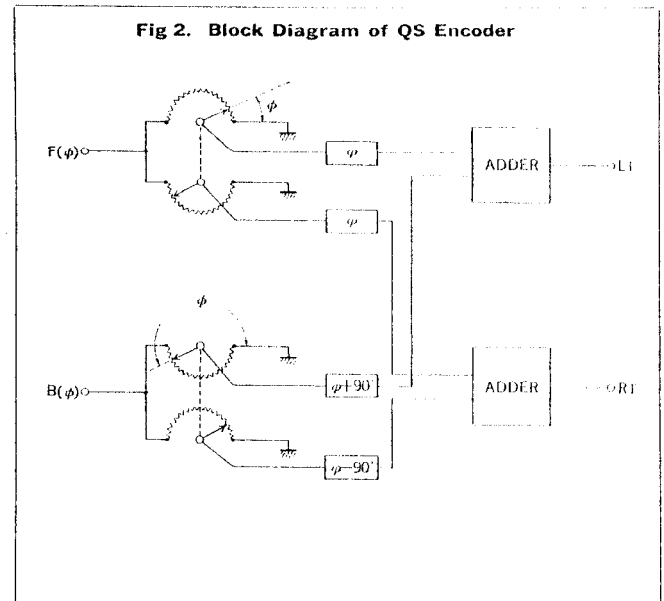 Fig 2. Block Diagram of QS Encoder
ϕ
F(ϕ)
φ
ADDER
LT
φ
ϕ
B(ϕ)
φ+90°
ADDER
RT
φ−90°